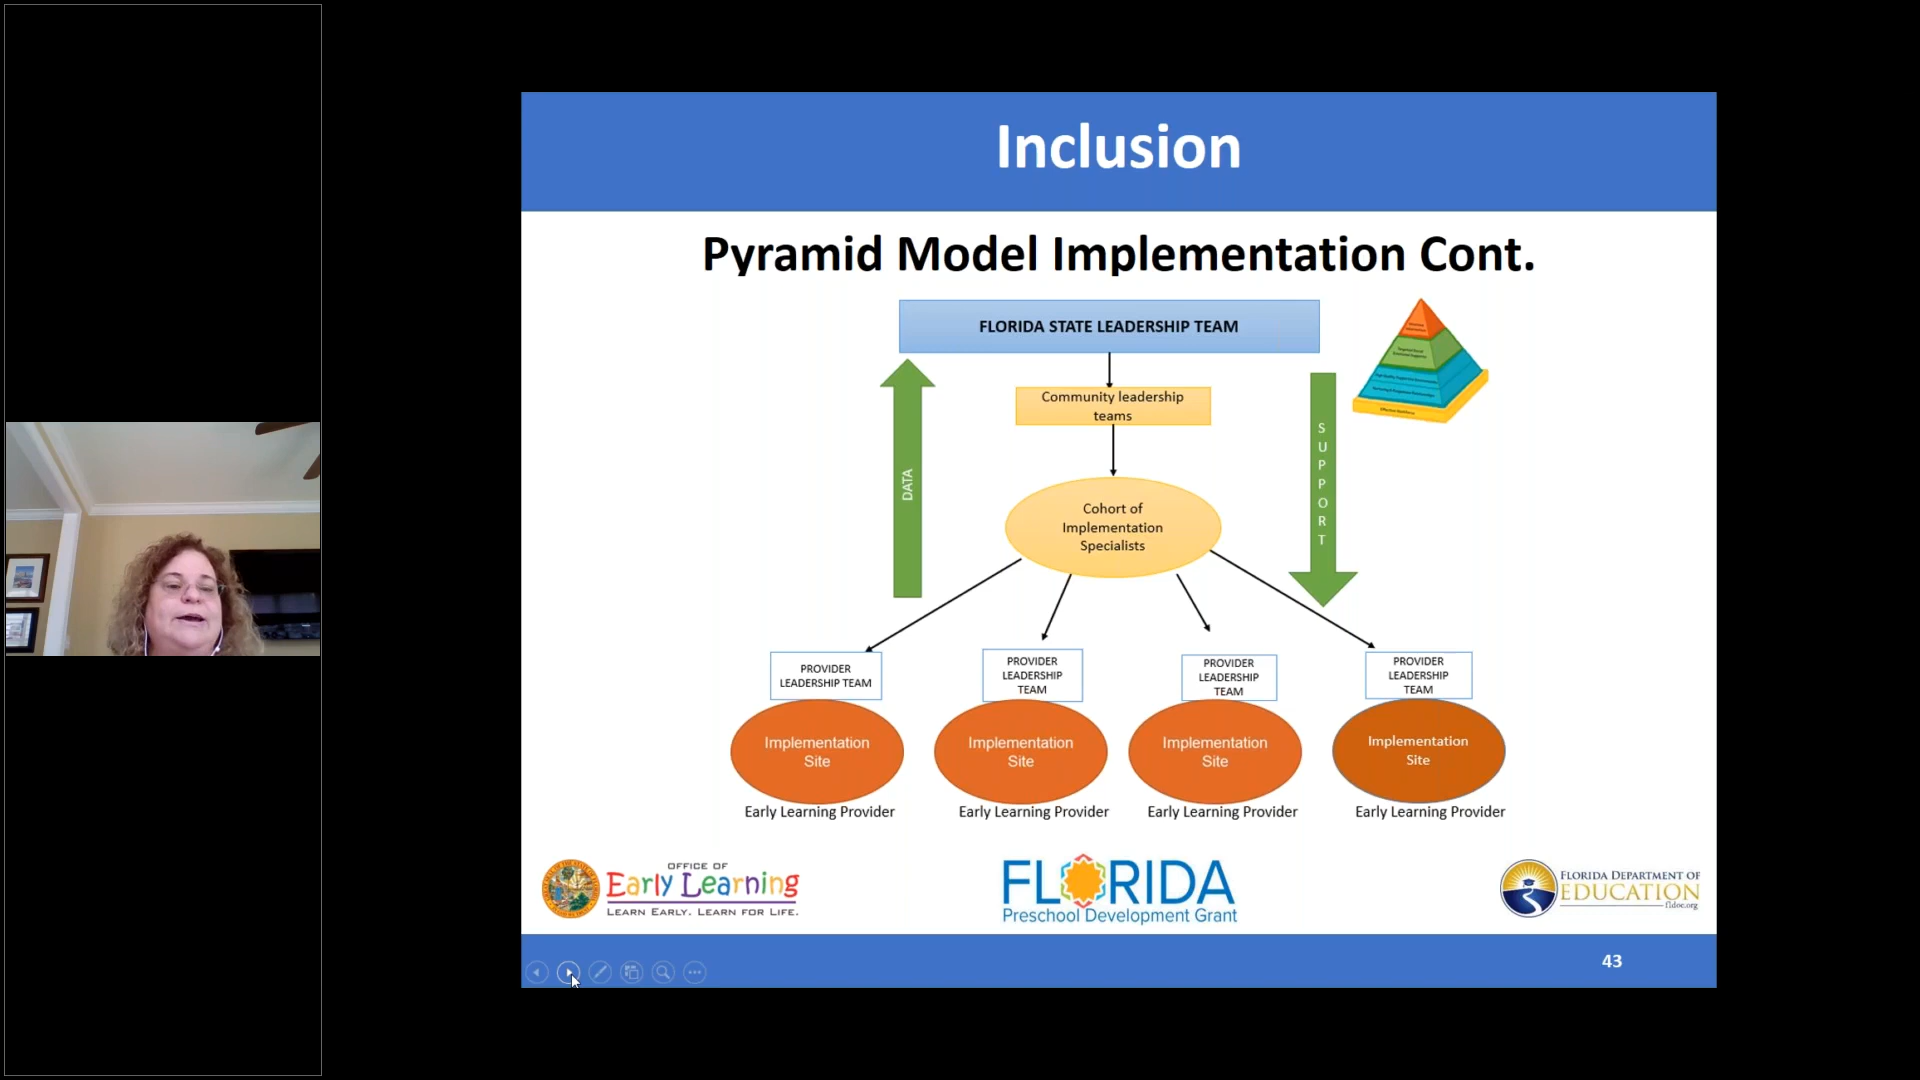 Inclusion
Pyramid Model Implementation Cont.
FLORIDA STATE LEADERSHIP TEAM
Community leadership
teams
DATA
SUPPORT
Cohort of
Implementation
Specialists
PROVIDER
LEADERSHIP TEAM
PROVIDER
LEADERSHIP
TEAM
PROVIDER
LEADERSHIP
TEAM
PROVIDER
LEADERSHIP
TEAM
Implementation
Site
Implementation
Site
Implementation
Site
Implementation
Site
Early Learning Provider
Early Learning Provider
Early Learning Provider
Early Learning Provider
OFFICE OF
Early Learning
LEARN EARLY. LEARN FOR LIFE.
FLORIDA
Preschool Development Grant
FLORIDA DEPARTMENT OF
EDUCATION
fldoe.org
43